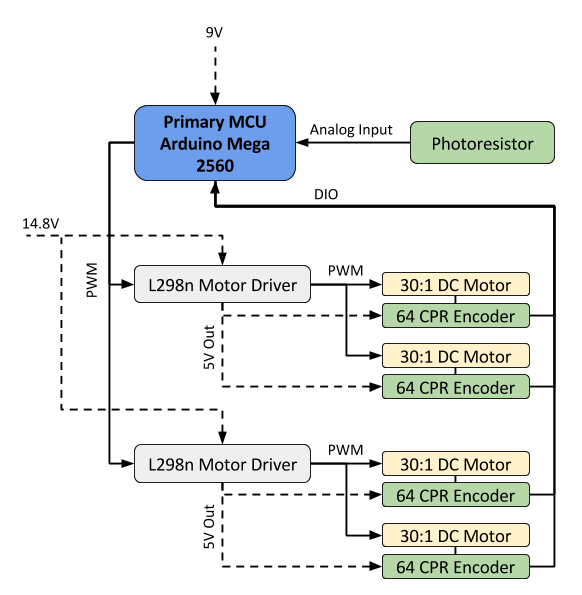 9V
Primary MCU
Arduino Mega
2560
Analog Input
Photoresistor
DIO
14.8V
PWM
L298n Motor Driver
PWM
30:1 DC Motor
64 CPR Encoder
5V Out
30:1 DC Motor
64 CPR Encoder
L298n Motor Driver
PWM
30:1 DC Motor
64 CPR Encoder
5V Out
30:1 DC Motor
64 CPR Encoder